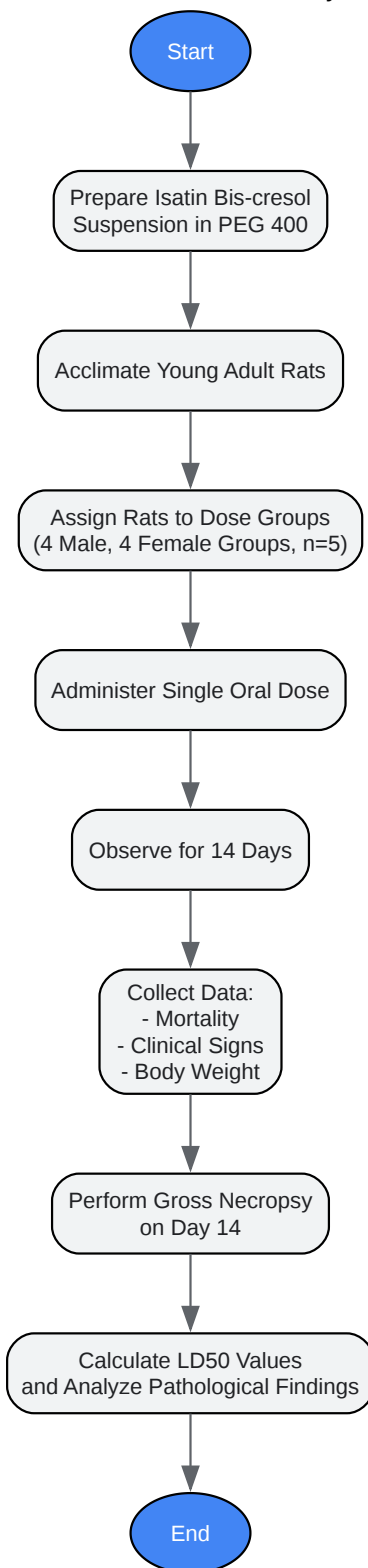 Start
Prepare Isatin Bis-cresol
Suspension in PEG 400
Acclimate Young Adult Rats
Assign Rats to Dose Groups
(4 Male, 4 Female Groups, n=5)
Administer Single Oral Dose
Observe for 14 Days
Collect Data:
- Mortality
- Clinical Signs
- Body Weight
Perform Gross Necropsy
on Day 14
Calculate LD50 Values
and Analyze Pathological Findings
End